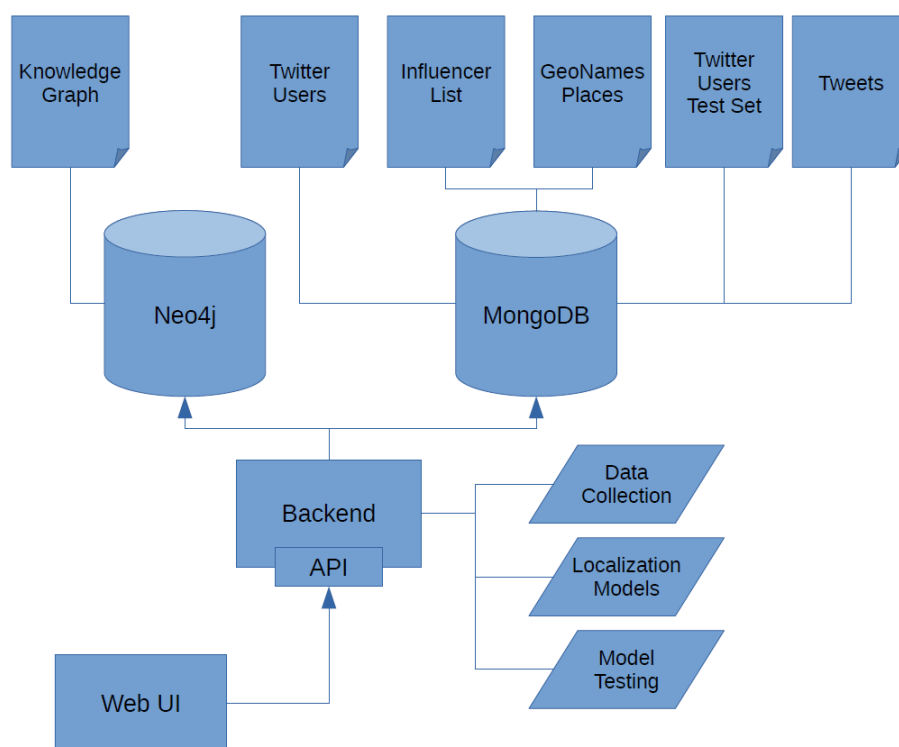 Knowledge
Graph
Twitter
Users
Influencer
List
GeoNames
Places
Twitter
Users
Test Set
Tweets
Neo4j
MongoDB
Backend
API
Data
Collection
Localization
Models
Model
Testing
Web UI